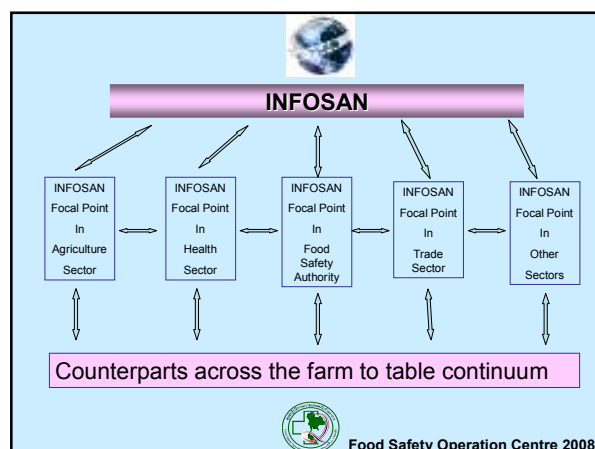 INFOSAN
INFOSAN
Focal Point
In
Agriculture
Sector
INFOSAN
Focal Point
In
Health
Sector
INFOSAN
Focal Point
In
Food
Safety
Authority
INFOSAN
Focal Point
In
Trade
Sector
INFOSAN
Focal Point
In
Other
Sectors
Counterparts across the farm to table continuum
Food Safety Operation Centre 2008